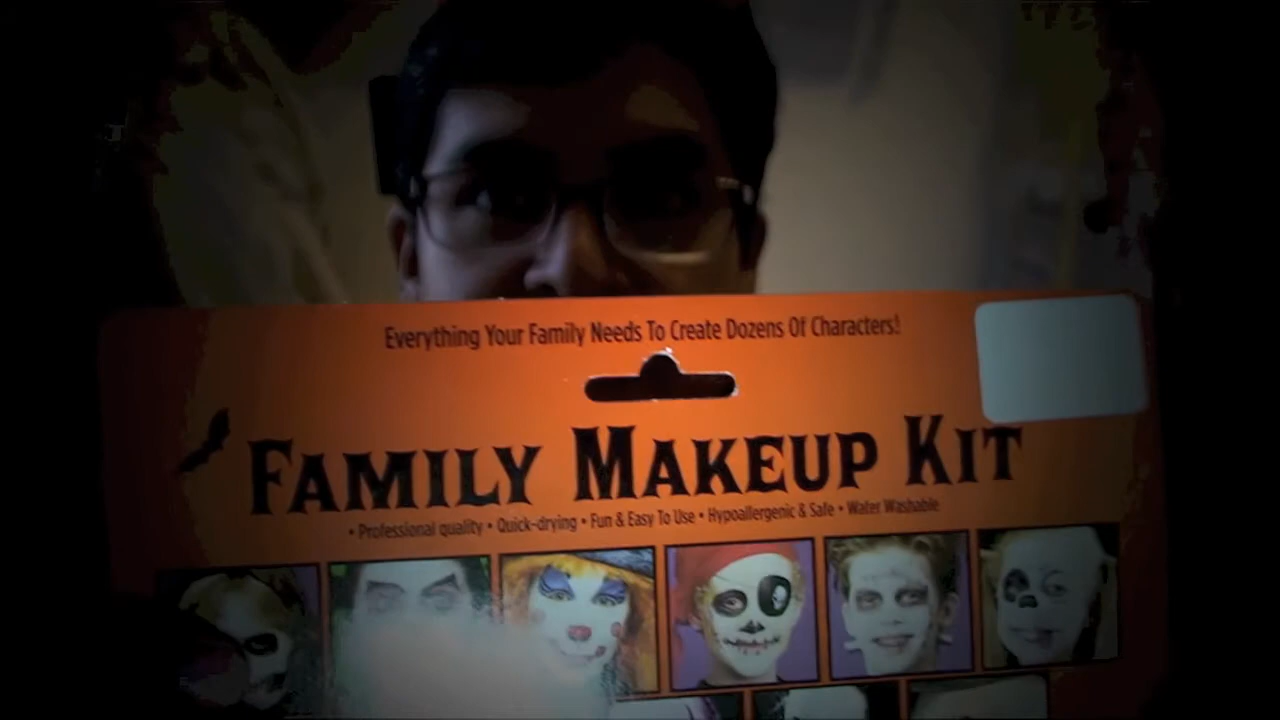 Everything Your Family Needs To Create Dozens Of Characters!
FAMILY MAKEUP KIT
• Professional quality • Quick-drying • Fun & Easy To Use • Hypoallergenic & Safe • Water Washable